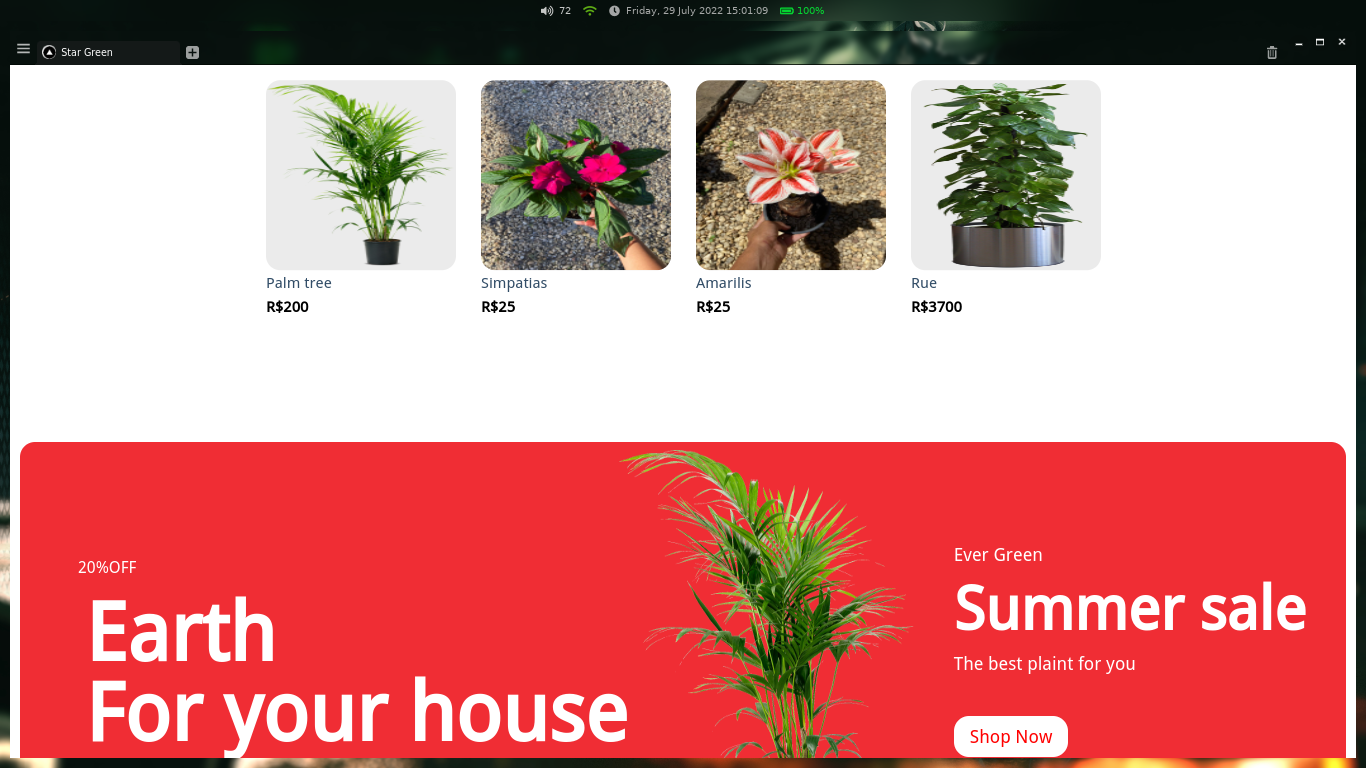 72 Friday, 29 July 2022 15:01:09 100%
Star Green
Palm tree
R$200
Simpatias
R$25
Amarilis
R$25
Rue
R$3700
20%OFF
Earth
For your house
Ever Green
Summer sale
The best plaint for you
Shop Now